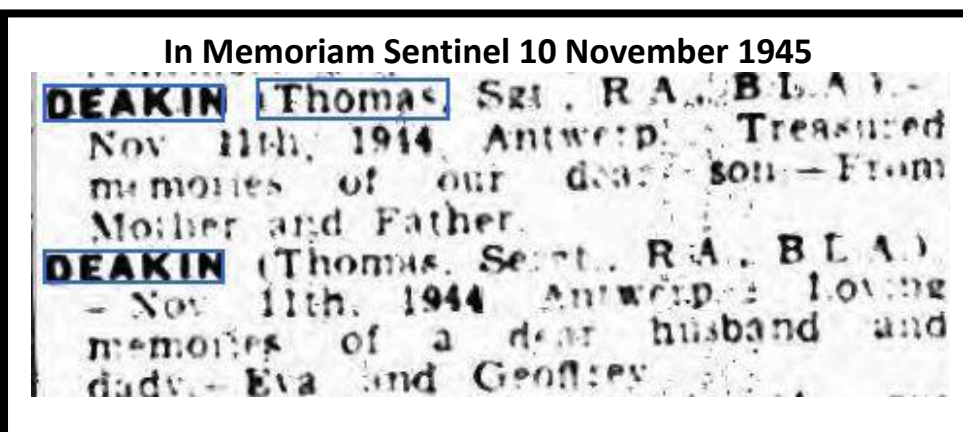 In Memoriam Sentinel 10 November 1945
DEAKIN (Thomas, Sgt, R A, B L A).-
Nov 11th, 1944, Antwerp. Treasured
memories of our dear son.—From
Mother and Father.
DEAKIN (Thomas, Sergt., R.A., B L A.)
- Nov 11th, 1944 Antwerp. Loving
memories of a dear husband and
dady.- Eva and Geoffrey